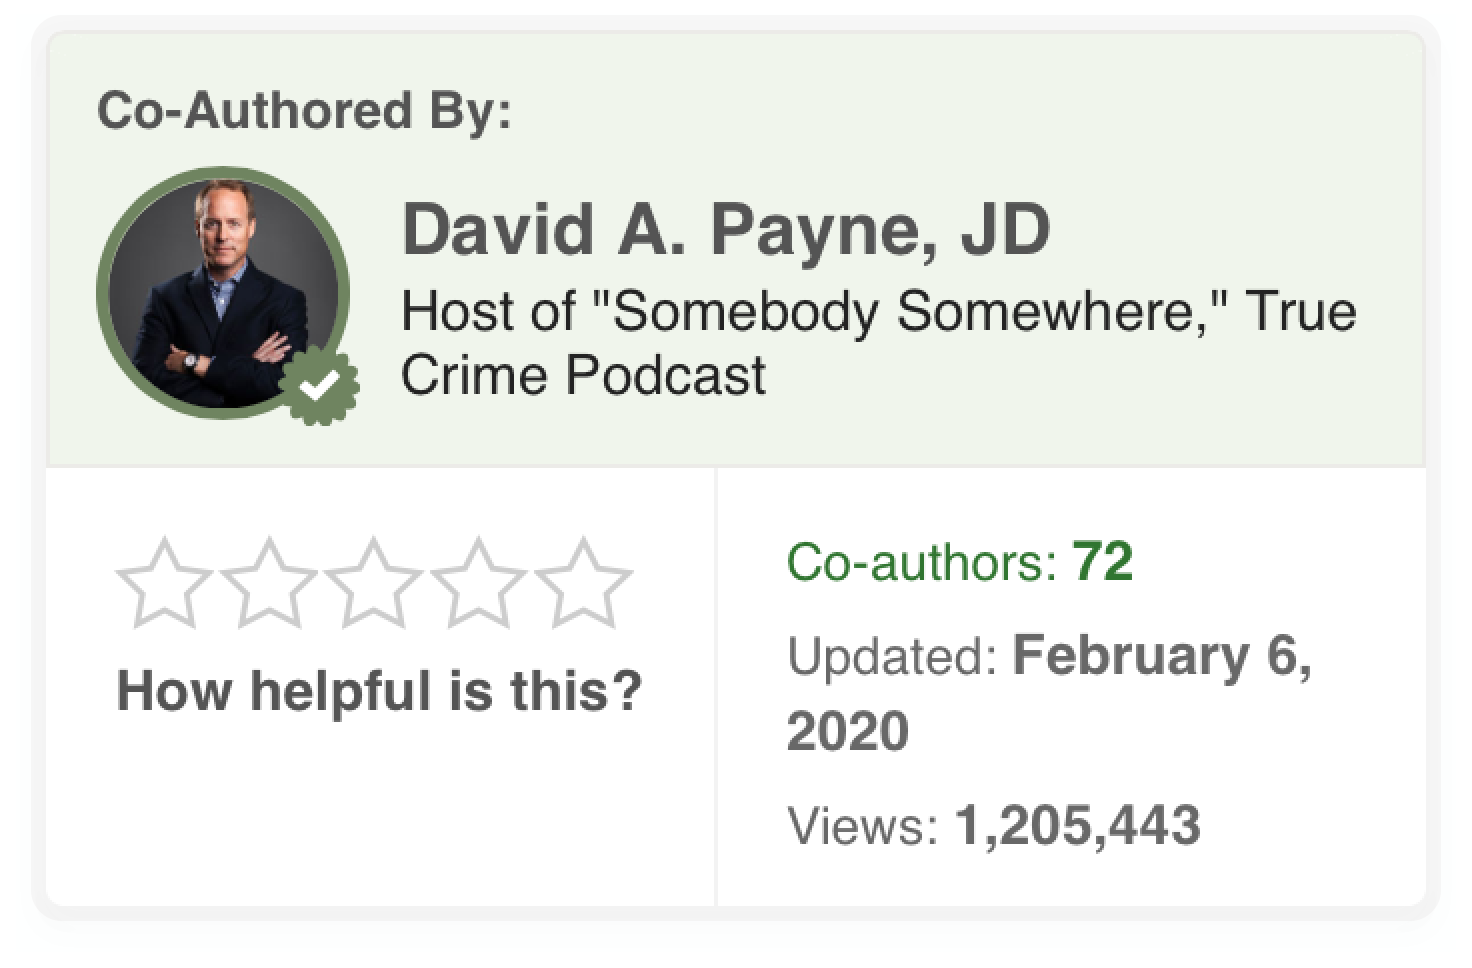 Co-Authored By:
David A. Payne, JD
Host of "Somebody Somewhere," True
Crime Podcast
How helpful is this?
Co-authors: 72
Updated: February 6,
2020
Views: 1,205,443